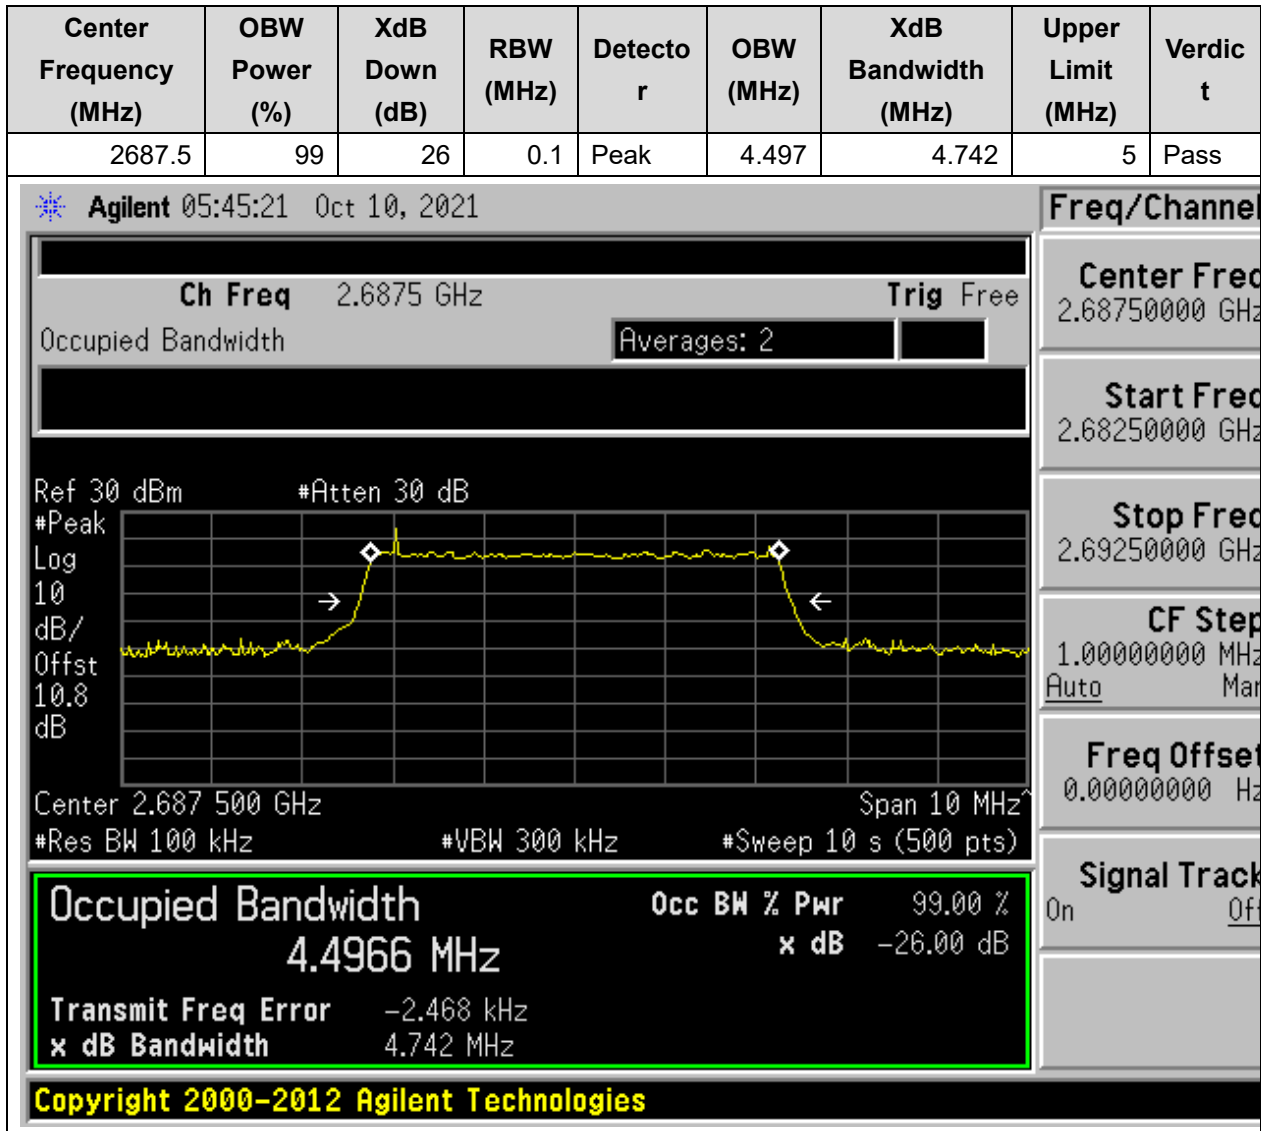 Center Frequency (MHz) OBW Power (%) XdB Down (dB) RBW (MHz) Detecto r OBW (MHz) XdB Bandwidth (MHz) Upper Limit (MHz) Verdic t
2687.5 99 26 0.1 Peak 4.497 4.742 5 Pass
Agilent 05:45:21 Oct 10, 2021
Freq/Channel
Ch Freq 2.6875 GHz Trig Free
Occupied Bandwidth Averages: 2
Center Freq
2.68750000 GHz
Start Freq
2.68250000 GHz
Stop Freq
2.69250000 GHz
CF Step
1.00000000 MHz
Auto Man
Freq Offset
0.00000000 Hz
Signal Track
On Off
Ref 30 dBm #Atten 30 dB
#Peak
Log
10
dB/
Offst
10.8
dB
Center 2.687 500 GHz Span 10 MHz^
#Res BW 100 kHz #VBW 300 kHz #Sweep 10 s (500 pts)
Occupied Bandwidth Occ BW % Pwr 99.00 %
4.4966 MHz x dB -26.00 dB
Transmit Freq Error -2.468 kHz
x dB Bandwidth 4.742 MHz
Copyright 2000-2012 Agilent Technologies